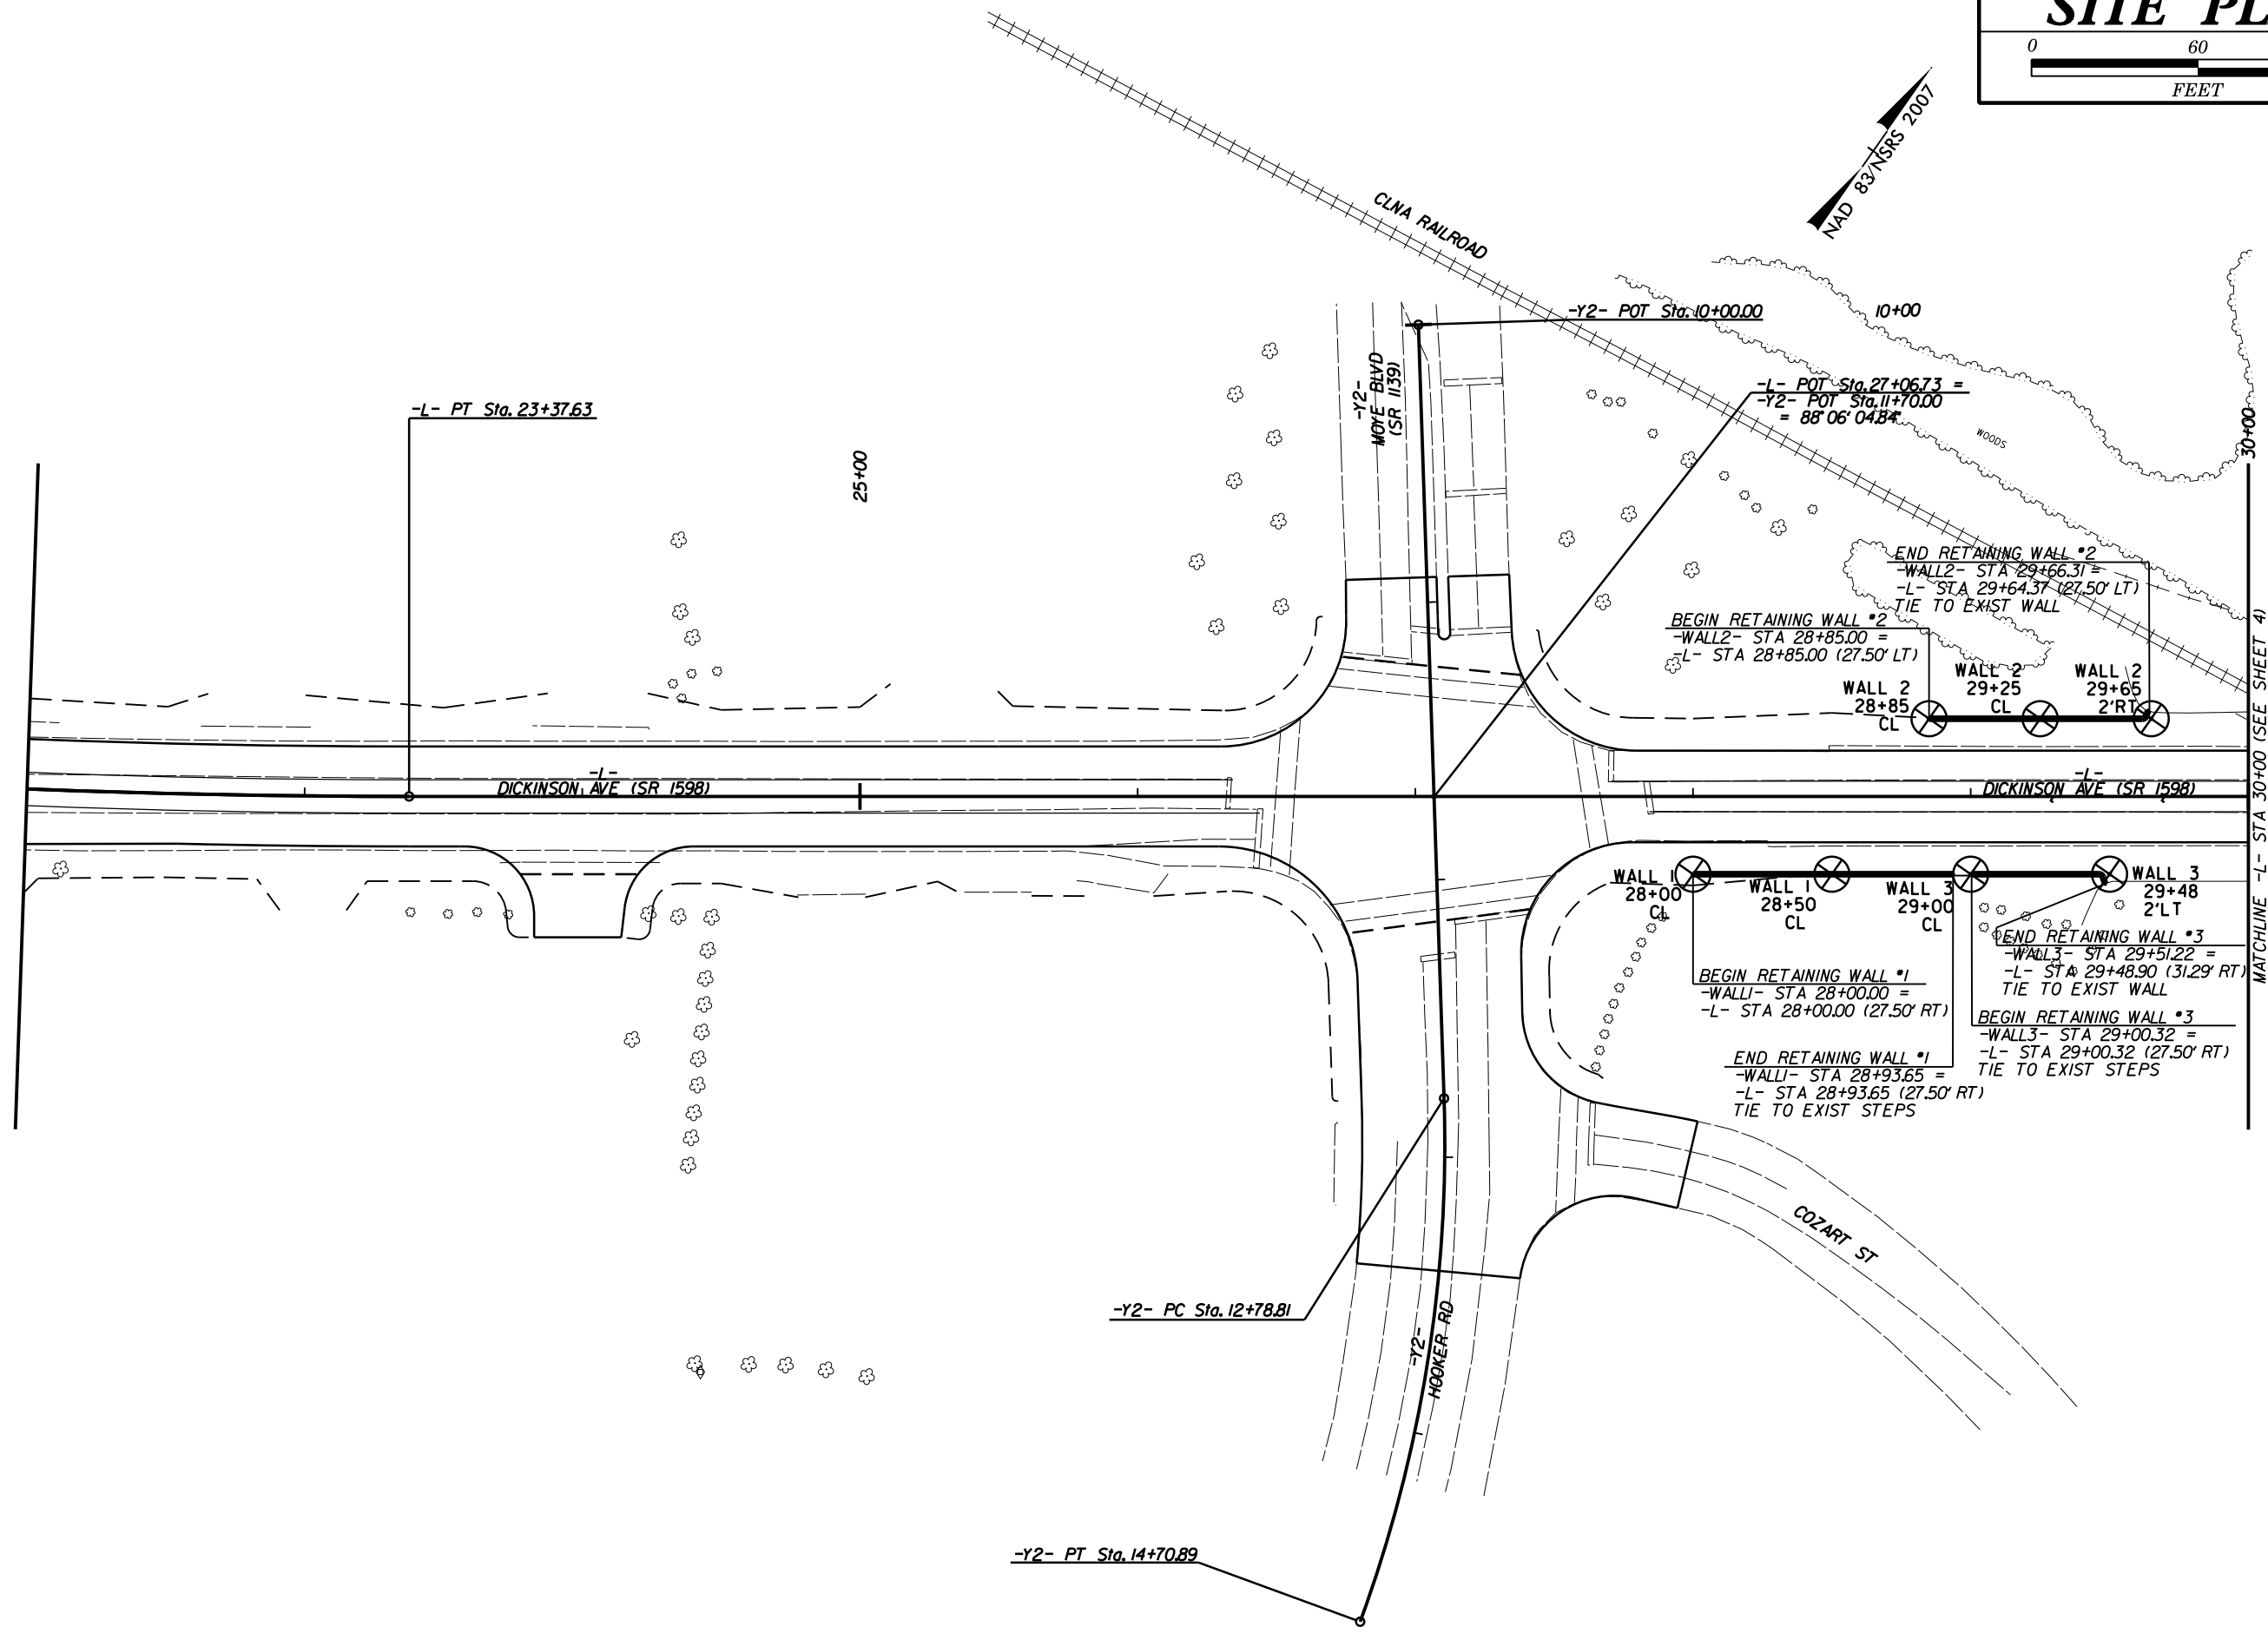 SITE PL
0 60
FEET
NAD 83/NSRS 2007
CLNA RAILROAD
-Y2- POT Sta. 10+00.00
10+00
-Y2-
MOYE BLVD
(SR 1139)
-L- POT Sta. 27+06.73 =
-Y2- POT Sta. 11+70.00
= 88° 06' 04.84"
-L- PT Sta. 23+37.63
25+00
WOODS
30+00
END RETAINING WALL #2
-WALL2- STA 29+66.31 =
-L- STA 29+64.37 (27.50' LT)
TIE TO EXIST WALL
BEGIN RETAINING WALL #2
-WALL2- STA 28+85.00 =
-L- STA 28+85.00 (27.50' LT)
WALL 2
28+85
CL
WALL 2
29+25
CL
WALL 2
29+65
2'RT
-L-
DICKINSON AVE (SR 1598)
-L-
DICKINSON AVE (SR 1598)
MATCHLINE -L- STA 30+00 (SEE SHEET 4)
WALL 1
28+00
CL
WALL 1
28+50
CL
WALL 3
29+00
CL
WALL 3
29+48
2'LT
END RETAINING WALL #3
-WALL3- STA 29+51.22 =
-L- STA 29+48.90 (31.29' RT)
TIE TO EXIST WALL
BEGIN RETAINING WALL #1
-WALL1- STA 28+00.00 =
-L- STA 28+00.00 (27.50' RT)
BEGIN RETAINING WALL #3
-WALL3- STA 29+00.32 =
-L- STA 29+00.32 (27.50' RT)
TIE TO EXIST STEPS
END RETAINING WALL #1
-WALL1- STA 28+93.65 =
-L- STA 28+93.65 (27.50' RT)
TIE TO EXIST STEPS
COZART ST
-Y2- PC Sta. 12+78.81
-Y2-
HOOKER RD
-Y2- PT Sta. 14+70.89